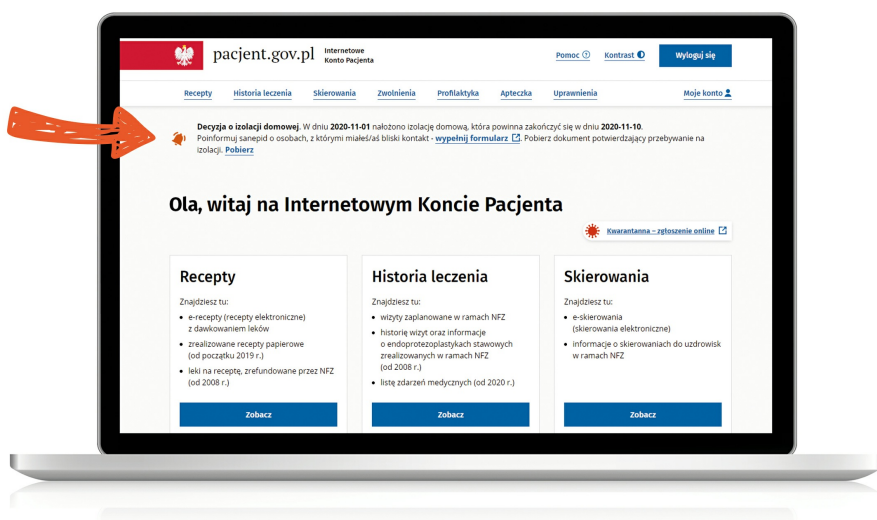 pacjent.gov.pl
Internetowe
Konto Pacjenta
Pomoc
Kontrast
Wyloguj się
Recepty
Historia leczenia
Skierowania
Zwolnienia
Profilaktyka
Apteczka
Uprawnienia
Moje konto
Decyzja o izolacji domowej. W dniu 2020-11-01 nałożono izolację domową, która powinna zakończyć się w dniu 2020-11-10.
Poinformuj sanepid o osobach, z którymi miałeś/aś bliski kontakt - wypełnij formularz. Pobierz dokument potwierdzający przebywanie na
izolacji. Pobierz
Ola, witaj na Internetowym Koncie Pacjenta
Kwarantanna – zgłoszenie online
Recepty
Znajdziesz tu:
• e-recepty (recepty elektroniczne)
z dawkowaniem leków
• zrealizowane recepty papierowe
(od początku 2019 r.)
• leki na receptę, zrefundowane przez NFZ
(od 2008 r.)
Zobacz
Historia leczenia
Znajdziesz tu:
• wizyty zaplanowane w ramach NFZ
• historię wizyt oraz informacje
o endoprotezoplastykach stawowych
zrealizowanych w ramach NFZ
(od 2008 r.)
• listę zdarzeń medycznych (od 2020 r.)
Zobacz
Skierowania
Znajdziesz tu:
• e-skierowania
(skierowania elektroniczne)
• informacje o skierowaniach do uzdrowisk
w ramach NFZ
Zobacz